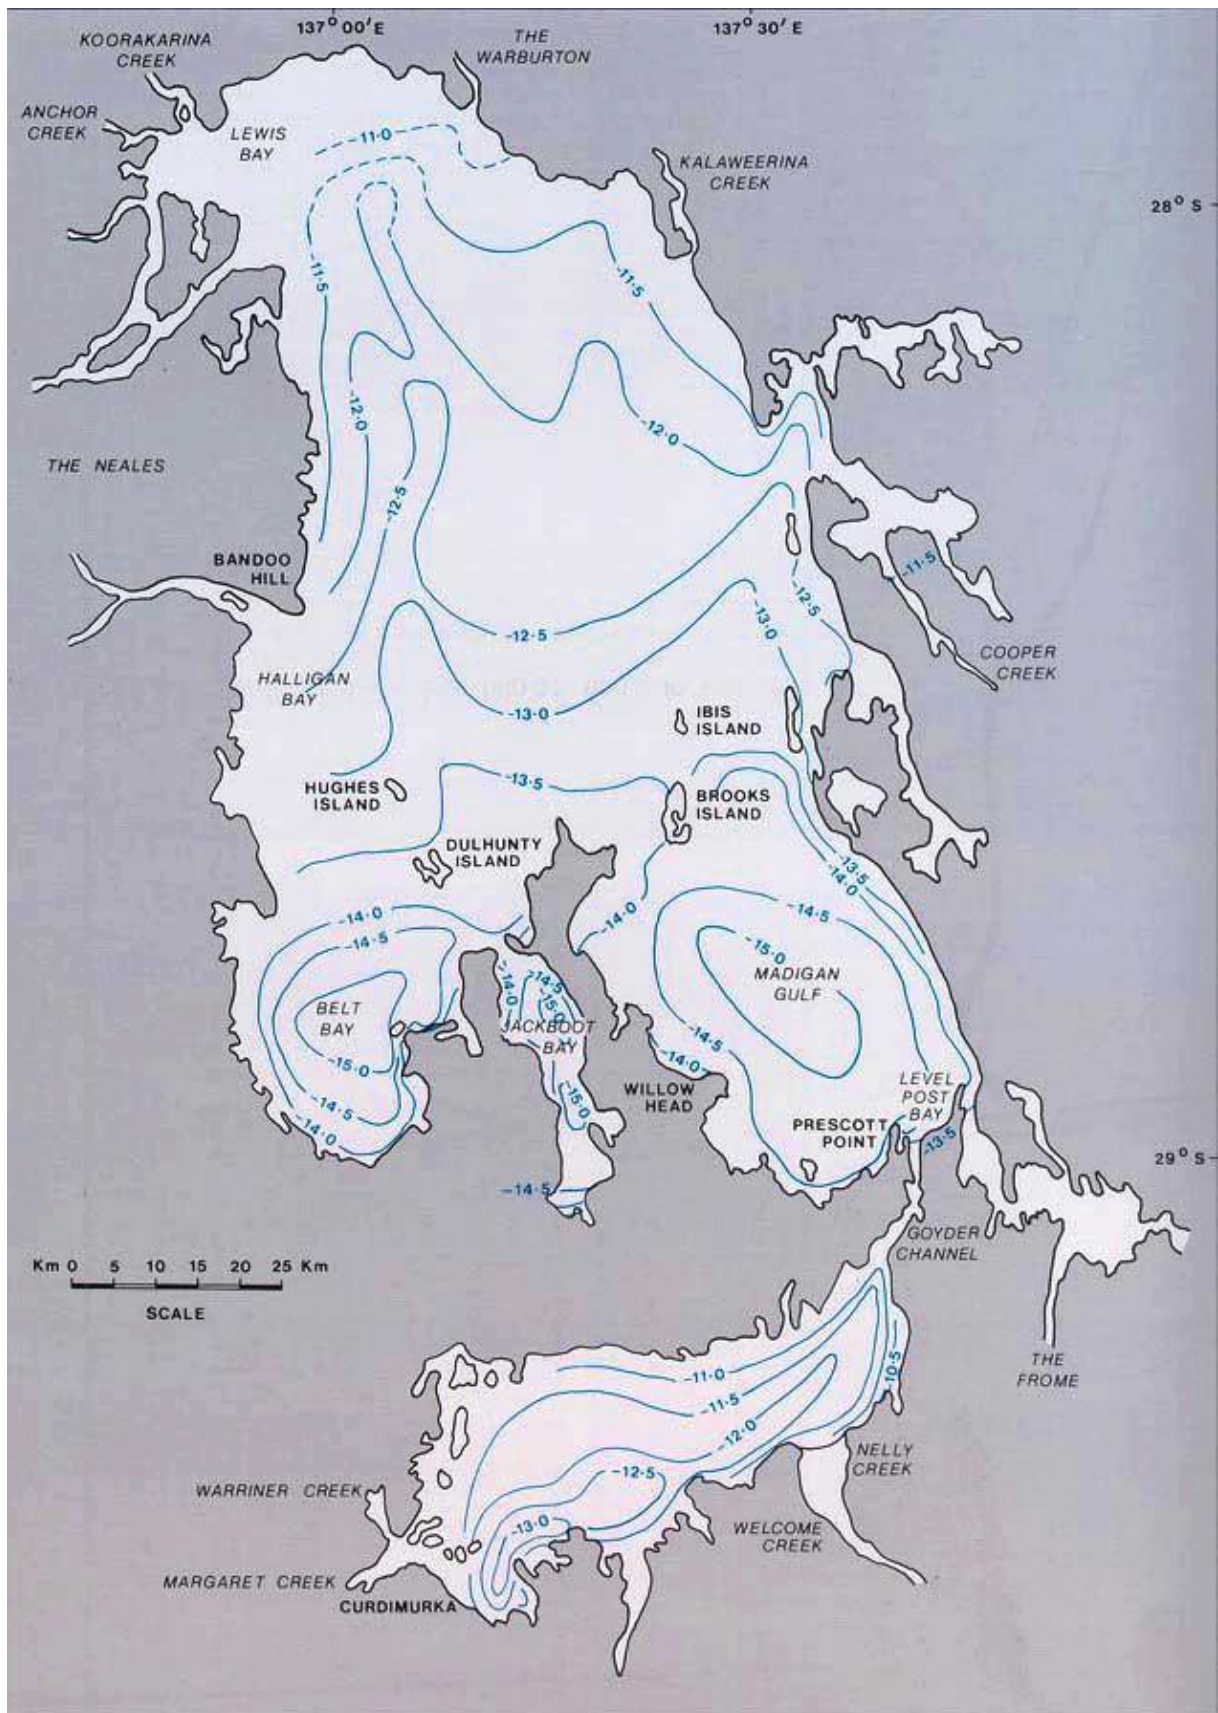 137° 00′ E
137° 30′ E
KOORAKARINA
CREEK
THE
WARBURTON
ANCHOR
CREEK
LEWIS
BAY
-11·0
KALAWEERINA
CREEK
28° S
-11·5
-11·5
-12·0
-12·0
THE NEALES
-12·5
BANDOO
HILL
-11·5
-12·5
-13·0
-12·5
COOPER
CREEK
HALLIGAN
BAY
-13·0
IBIS
ISLAND
HUGHES
ISLAND
-13·5
BROOKS
ISLAND
DULHUNTY
ISLAND
-13·5
-14·0
-14·0
-14·0
-14·5
-14·5
-15·0
MADIGAN
GULF
-14·0
-14·5
-15·0
BELT
BAY
JACKBOOT
BAY
-14·5
-14·0
-15·0
WILLOW
HEAD
LEVEL
POST
BAY
-15·0
-14·5
-14·0
PRESCOTT
POINT
-13·5
29° S
-14·5
GOYDER
CHANNEL
Km 0 5 10 15 20 25 Km
SCALE
THE
FROME
-11·0
-10·5
-11·5
-12·0
NELLY
CREEK
-12·5
WARRINER CREEK
-13·0
WELCOME
CREEK
MARGARET CREEK
CURDIMURKA